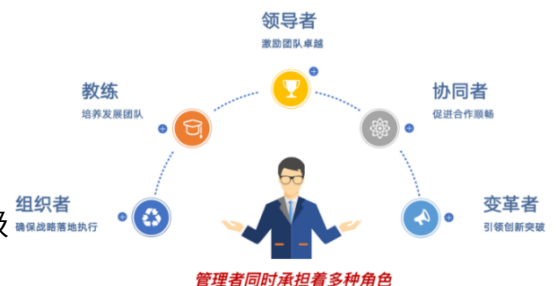 领导者
激励团队卓越
教练
培养发展团队
协同者
促进合作顺畅
组织者
确保战略落地执行
变革者
引领创新突破
管理者同时承担着多种角色